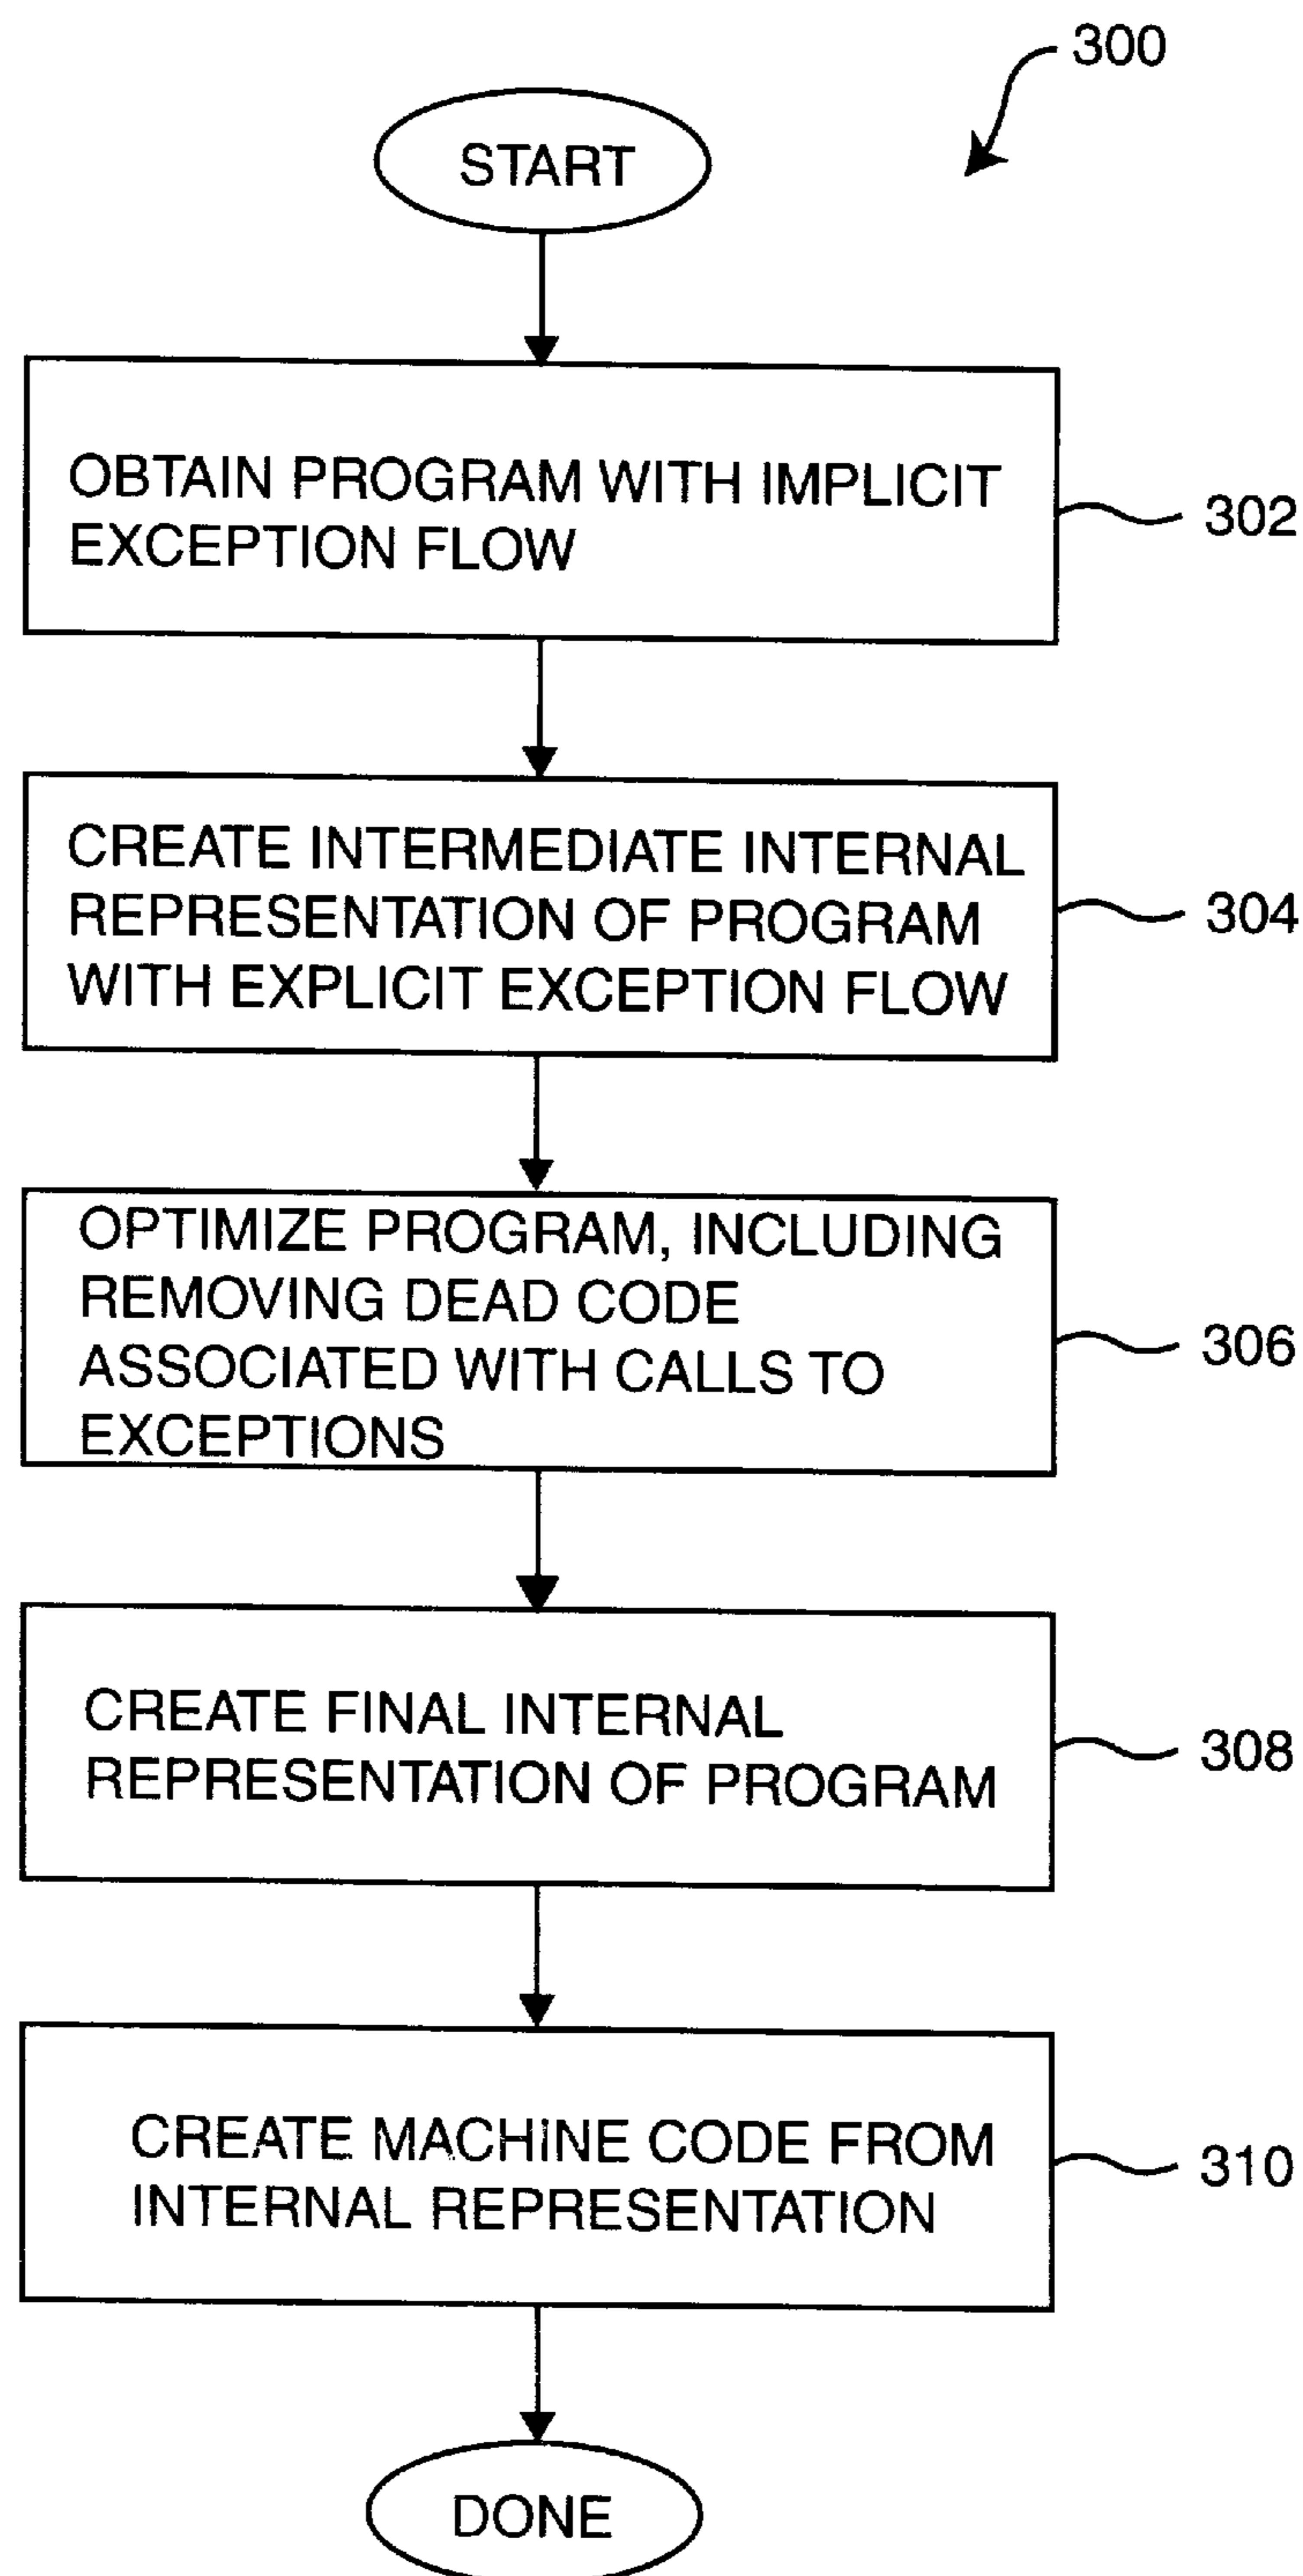 300
START
OBTAIN PROGRAM WITH IMPLICIT
EXCEPTION FLOW
302
CREATE INTERMEDIATE INTERNAL
REPRESENTATION OF PROGRAM
WITH EXPLICIT EXCEPTION FLOW
304
OPTIMIZE PROGRAM, INCLUDING
REMOVING DEAD CODE
ASSOCIATED WITH CALLS TO
EXCEPTIONS
306
CREATE FINAL INTERNAL
REPRESENTATION OF PROGRAM
308
CREATE MACHINE CODE FROM
INTERNAL REPRESENTATION
310
DONE